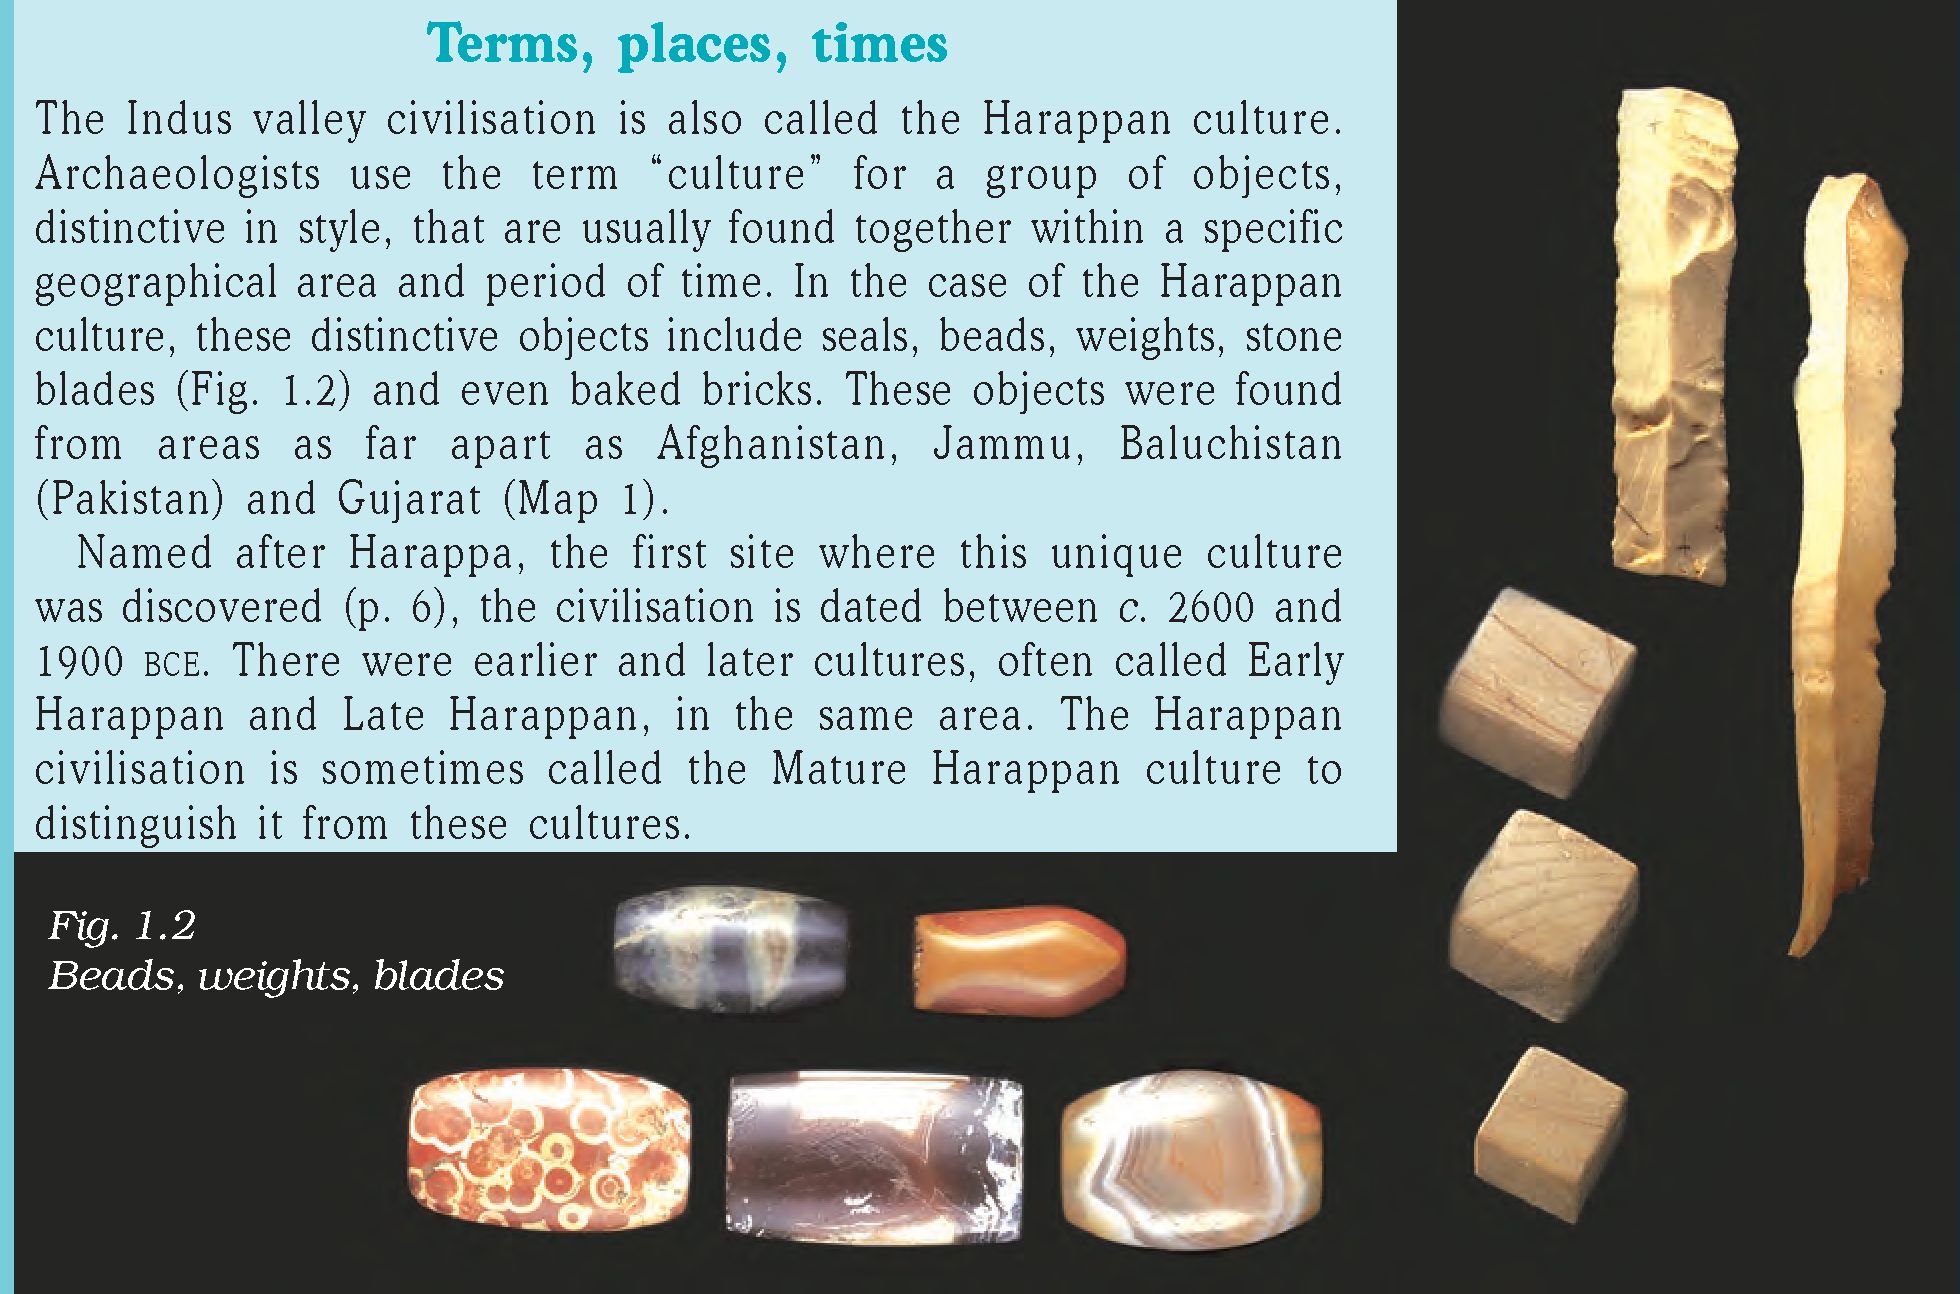 Terms, places, times
The Indus valley civilisation is also called the Harappan culture.
Archaeologists use the term “culture” for a group of objects,
distinctive in style, that are usually found together within a specific
geographical area and period of time. In the case of the Harappan
culture, these distinctive objects include seals, beads, weights, stone
blades (Fig. 1.2) and even baked bricks. These objects were found
from areas as far apart as Afghanistan, Jammu, Baluchistan
(Pakistan) and Gujarat (Map 1).
Named after Harappa, the first site where this unique culture
was discovered (p. 6), the civilisation is dated between c. 2600 and
1900 BCE. There were earlier and later cultures, often called Early
Harappan and Late Harappan, in the same area. The Harappan
civilisation is sometimes called the Mature Harappan culture to
distinguish it from these cultures.
Fig. 1.2
Beads, weights, blades